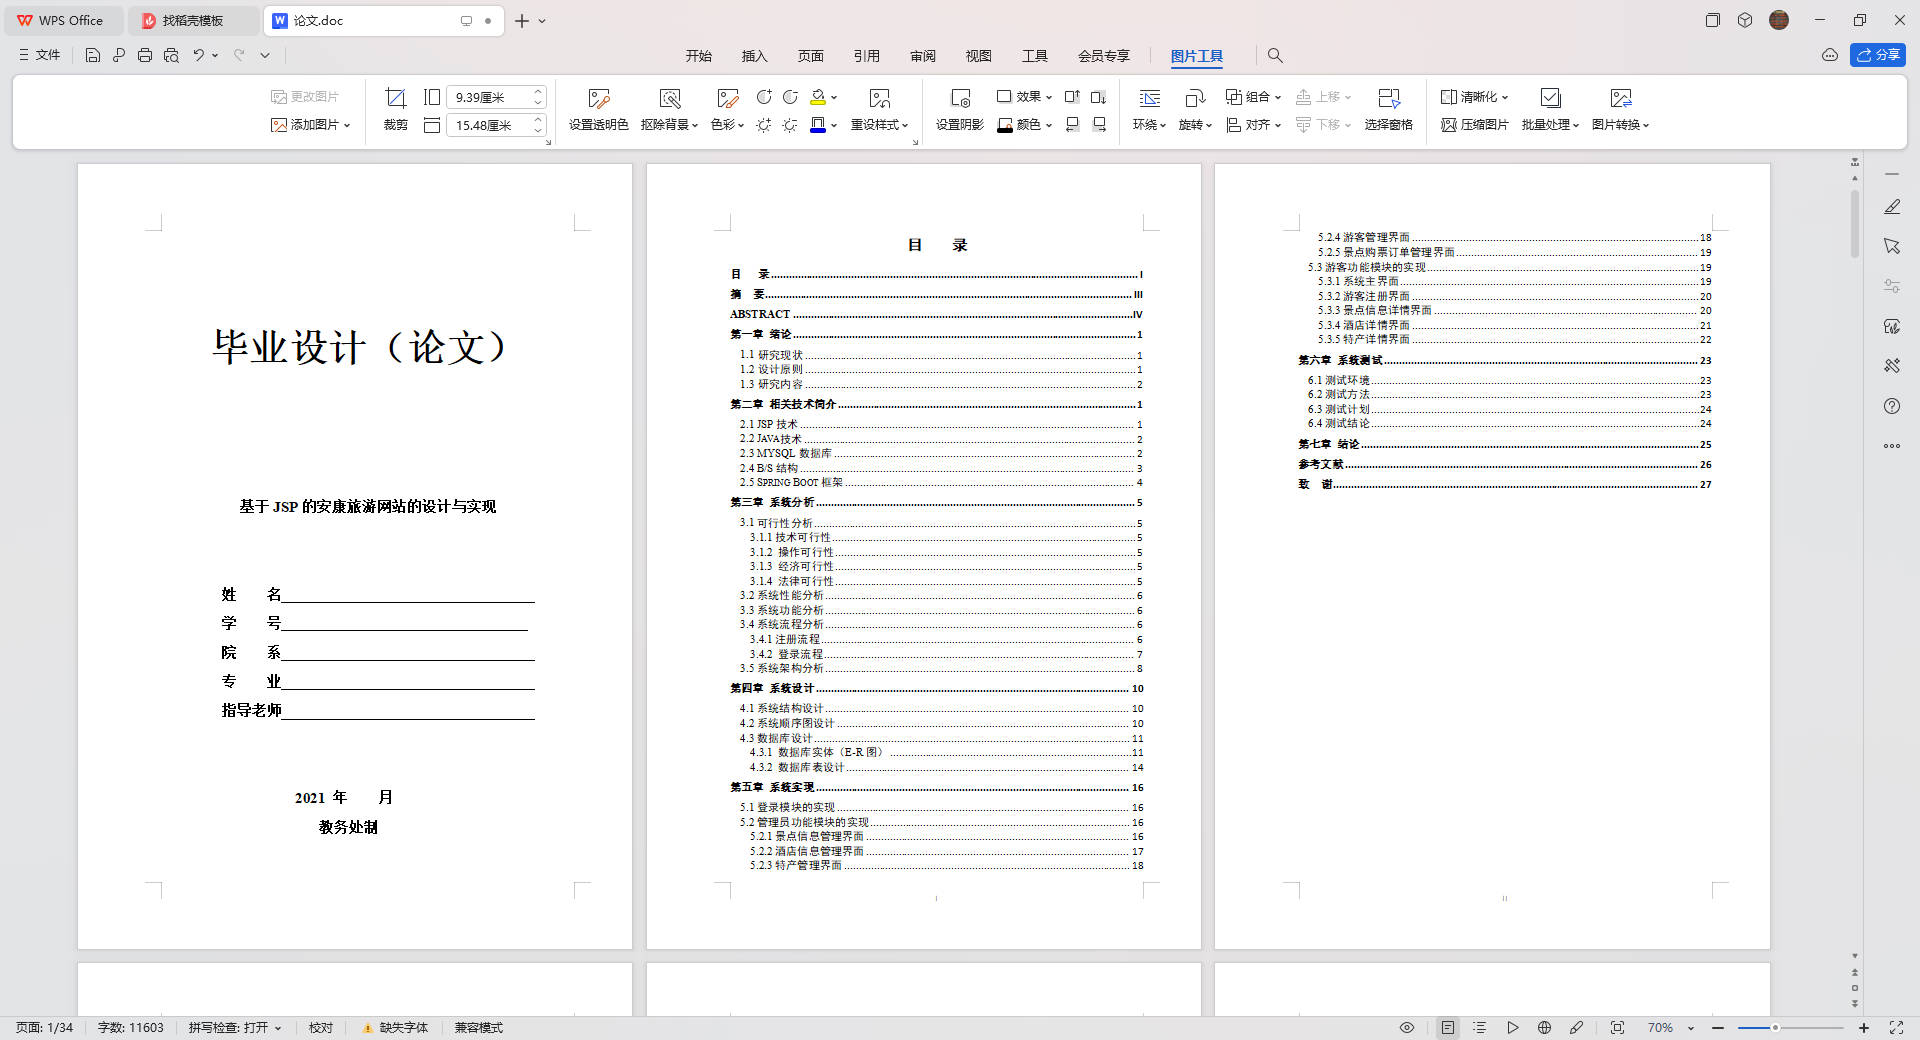 WPS Office
找稻壳模板
论文.doc
文件
开始 插入 页面 引用 审阅 视图 工具 会员专享 图片工具
分享
更改图片
添加图片
裁剪
9.39厘米
15.48厘米
设置透明色
抠除背景
色彩
重设样式
设置阴影
效果
颜色
环绕
旋转
组合
对齐
上移
下移
选择窗格
清晰化
压缩图片
批量处理
图片转换
毕业设计（论文）
基于 JSP 的安康旅游网站的设计与实现
姓 名
学 号
院 系
专 业
指导老师
2021 年 月
教务处制
目 录
目 录 I
摘 要 III
ABSTRACT IV
第一章 绪论 1
1.1 研究现状 1
1.2 设计原则 1
1.3 研究内容 2
第二章 相关技术简介 1
2.1 JSP 技术 1
2.2 JAVA技术 2
2.3 MYSQL 数据库 2
2.4 B/S 结构 3
2.5 SPRING BOOT 框架 4
第三章 系统分析 5
3.1 可行性分析 5
3.1.1 技术可行性 5
3.1.2 操作可行性 5
3.1.3 经济可行性 5
3.1.4 法律可行性 5
3.2 系统性能分析 6
3.3 系统功能分析 6
3.4 系统流程分析 6
3.4.1 注册流程 6
3.4.2 登录流程 7
3.5 系统架构分析 8
第四章 系统设计 10
4.1 系统结构设计 10
4.2 系统顺序图设计 10
4.3 数据库设计 11
4.3.1 数据库实体（E-R 图） 11
4.3.2 数据库表设计 14
第五章 系统实现 16
5.1 登录模块的实现 16
5.2 管理员功能模块的实现 16
5.2.1 景点信息管理界面 16
5.2.2 酒店信息管理界面 17
5.2.3 特产管理界面 18
I
5.2.4 游客管理界面 18
5.2.5 景点购票订单管理界面 19
5.3 游客功能模块的实现 19
5.3.1 系统主界面 19
5.3.2 游客注册界面 20
5.3.3 景点信息详情界面 20
5.3.4 酒店详情界面 21
5.3.5 特产详情界面 22
第六章 系统测试 23
6.1 测试环境 23
6.2 测试方法 23
6.3 测试计划 24
6.4 测试结论 24
第七章 结论 25
参考文献 26
致 谢 27
II
页面: 1/34 字数: 11603 拼写检查: 打开 校对 缺失字体 兼容模式
70%